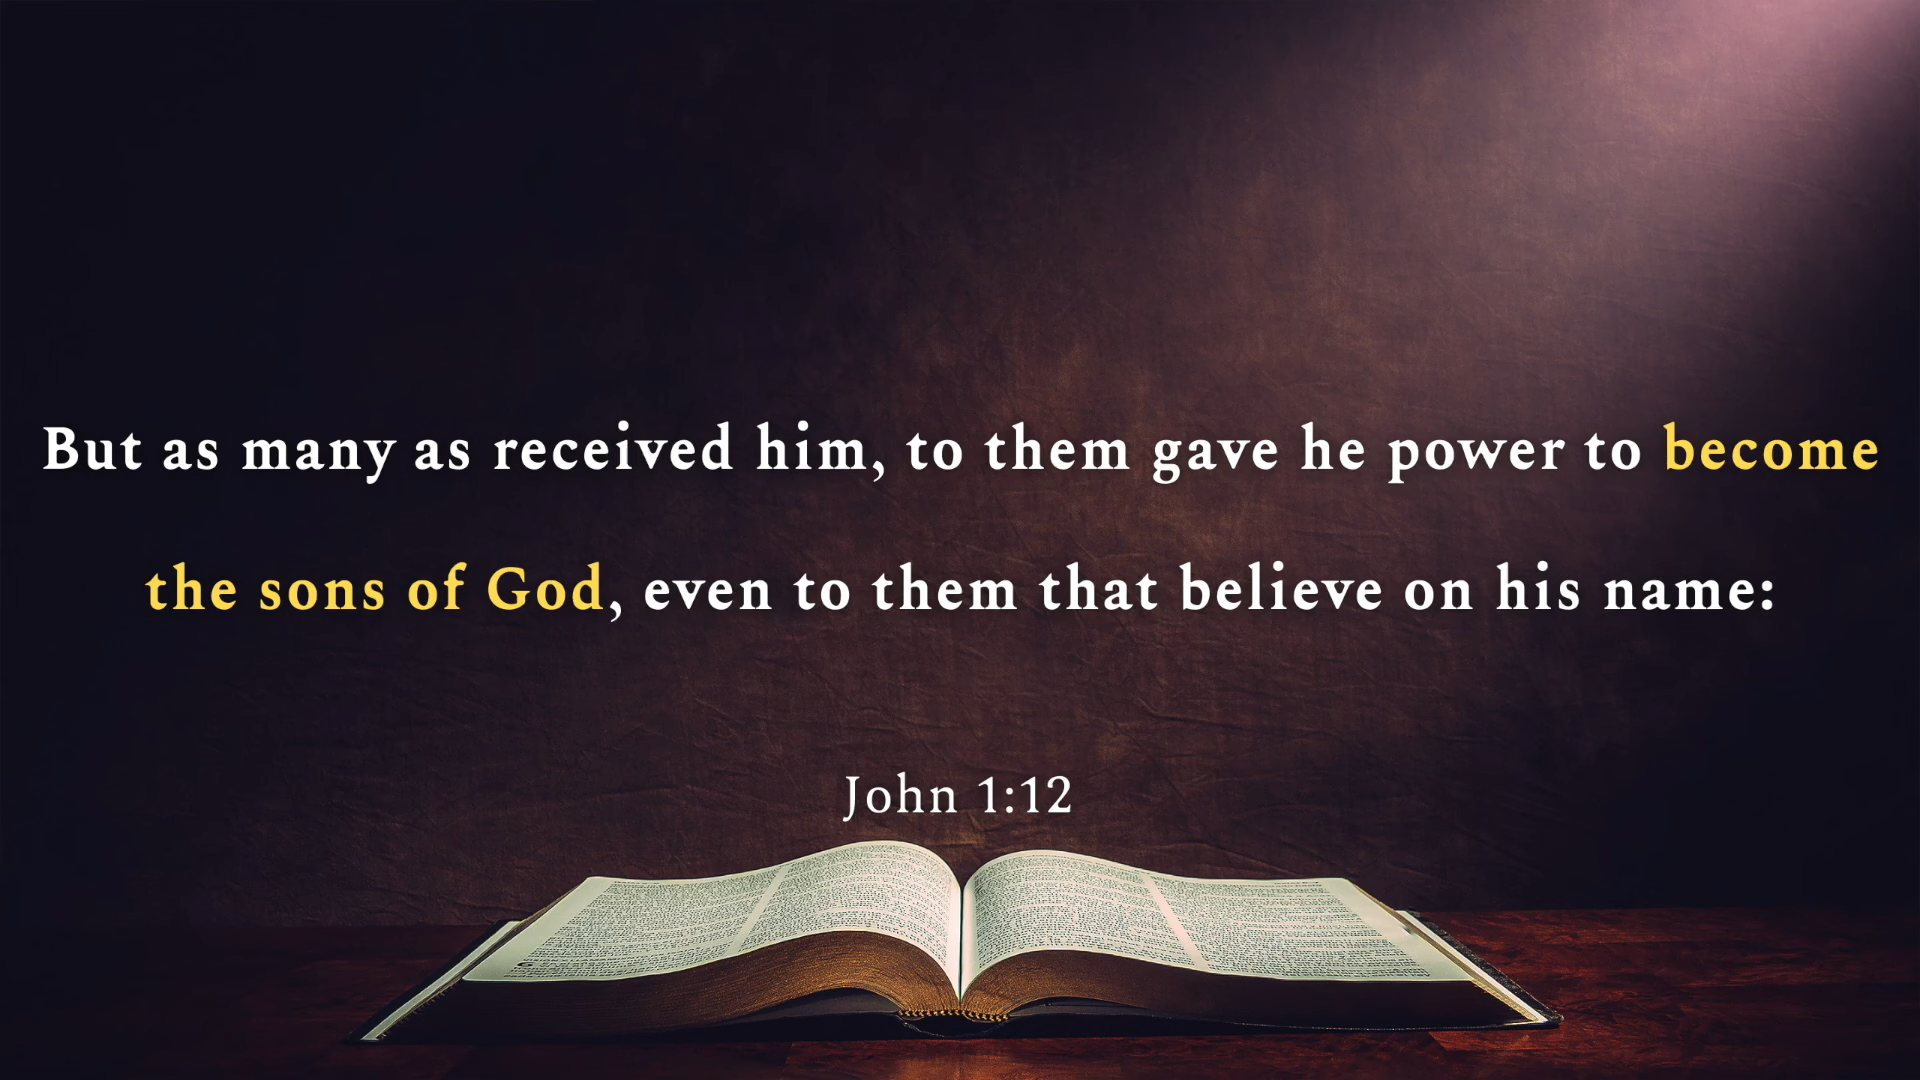 But as many as received him, to them gave he power to become
the sons of God, even to them that believe on his name:
John 1:12